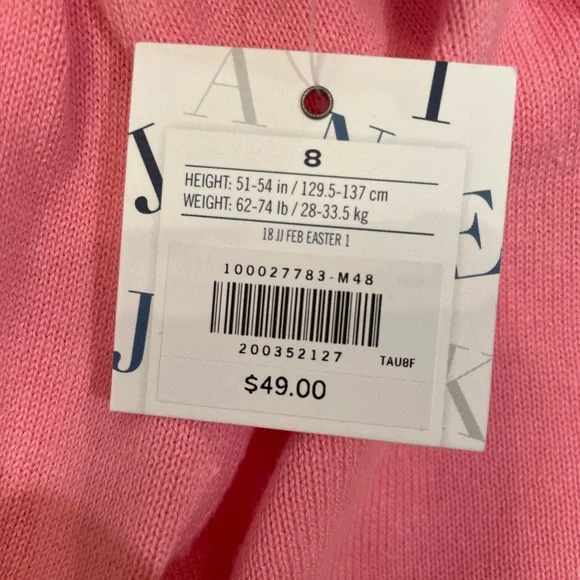 8
HEIGHT: 51-54 in / 129.5-137 cm
WEIGHT: 62-74 lb / 28-33.5 kg
18 JJ FEB EASTER 1
100027783-M48
200352127
TAU8F
$49.00